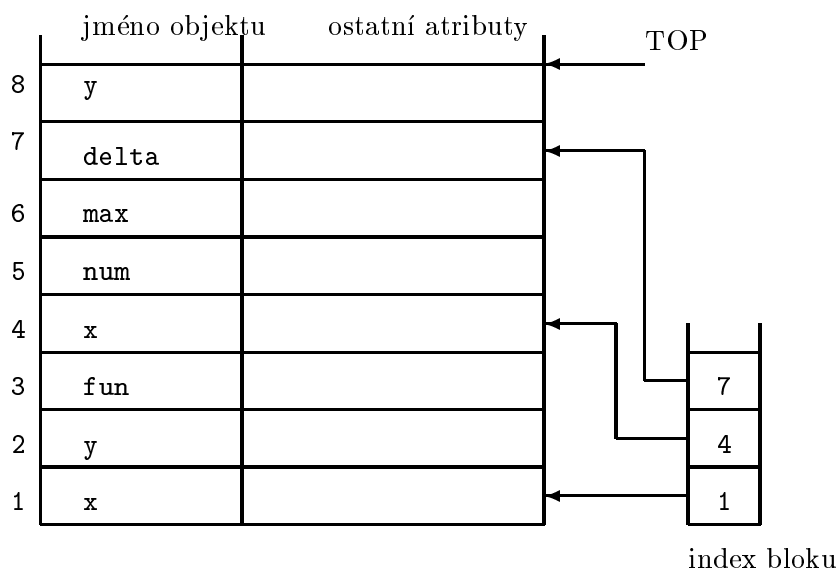 jméno objektu ostatní atributy
TOP
8 y
7 delta
6 max
5 num
4 x
3 fun 7
2 y 4
1 x 1
index bloku